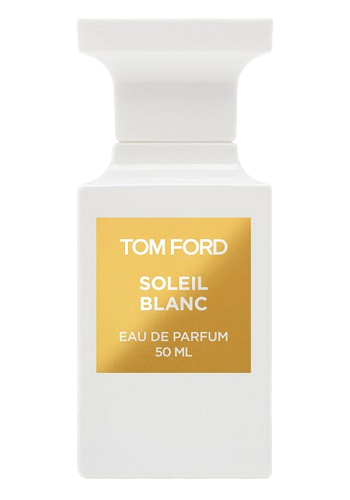 TOM FORD
SOLEIL
BLANC
EAU DE PARFUM
50 ML